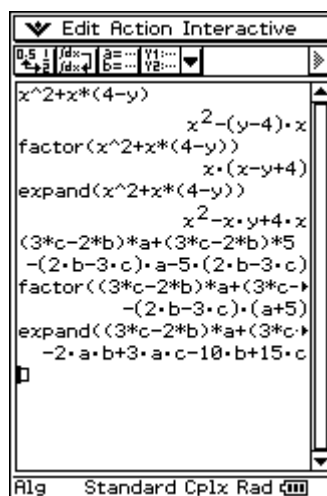 Edit Action Interactive
x^2+x*(4-y)
x²-(y-4)·x
factor(x^2+x*(4-y))
x·(x-y+4)
expand(x^2+x*(4-y))
x²-x·y+4·x
(3*c-2*b)*a+(3*c-2*b)*5
-(2·b-3·c)·a-5·(2·b-3·c)
factor((3*c-2*b)*a+(3*c-
-(2·b-3·c)·(a+5)
expand((3*c-2*b)*a+(3*c·
-2·a·b+3·a·c-10·b+15·c
Alg Standard Cplx Rad